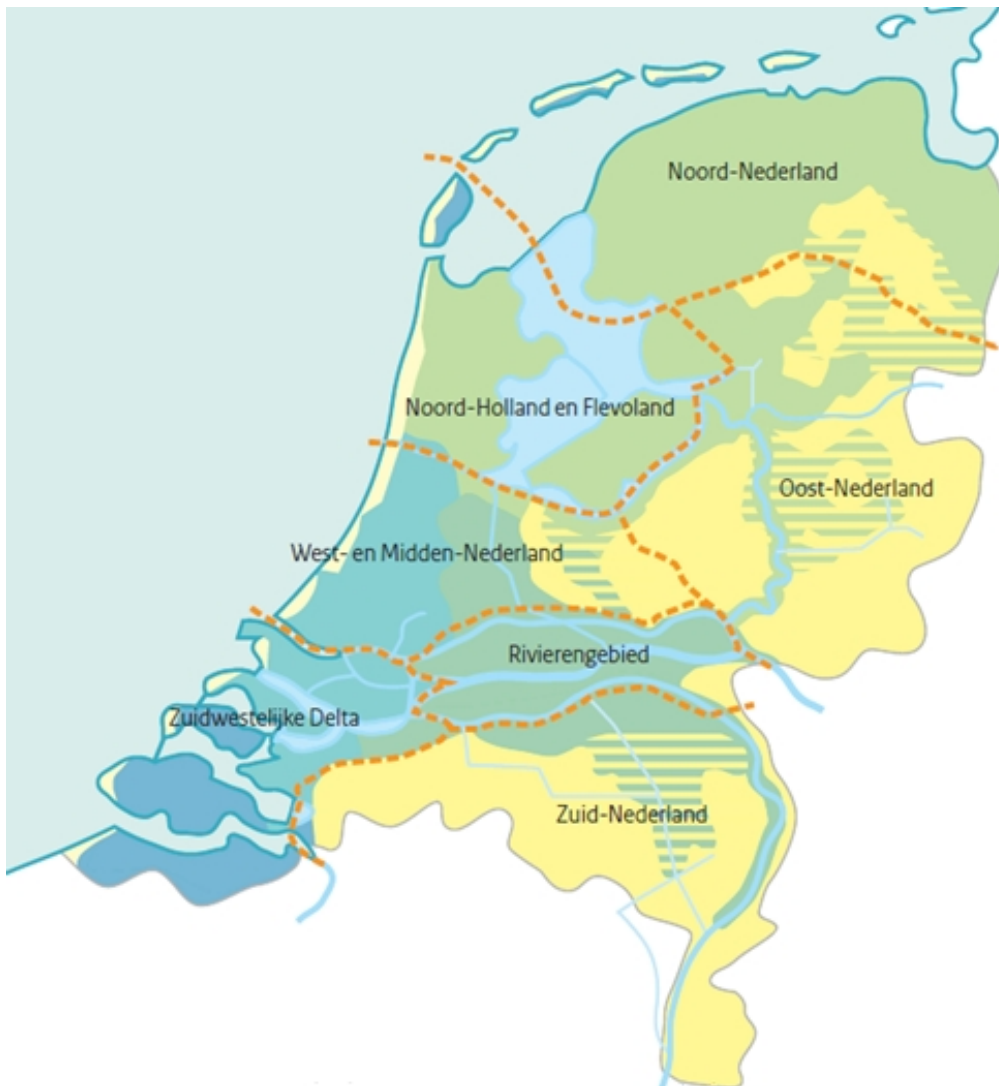 Noord-Nederland
Noord-Holland en Flevoland
Oost-Nederland
West- en Midden-Nederland
Rivierengebied
Zuidwestelijke Delta
Zuid-Nederland